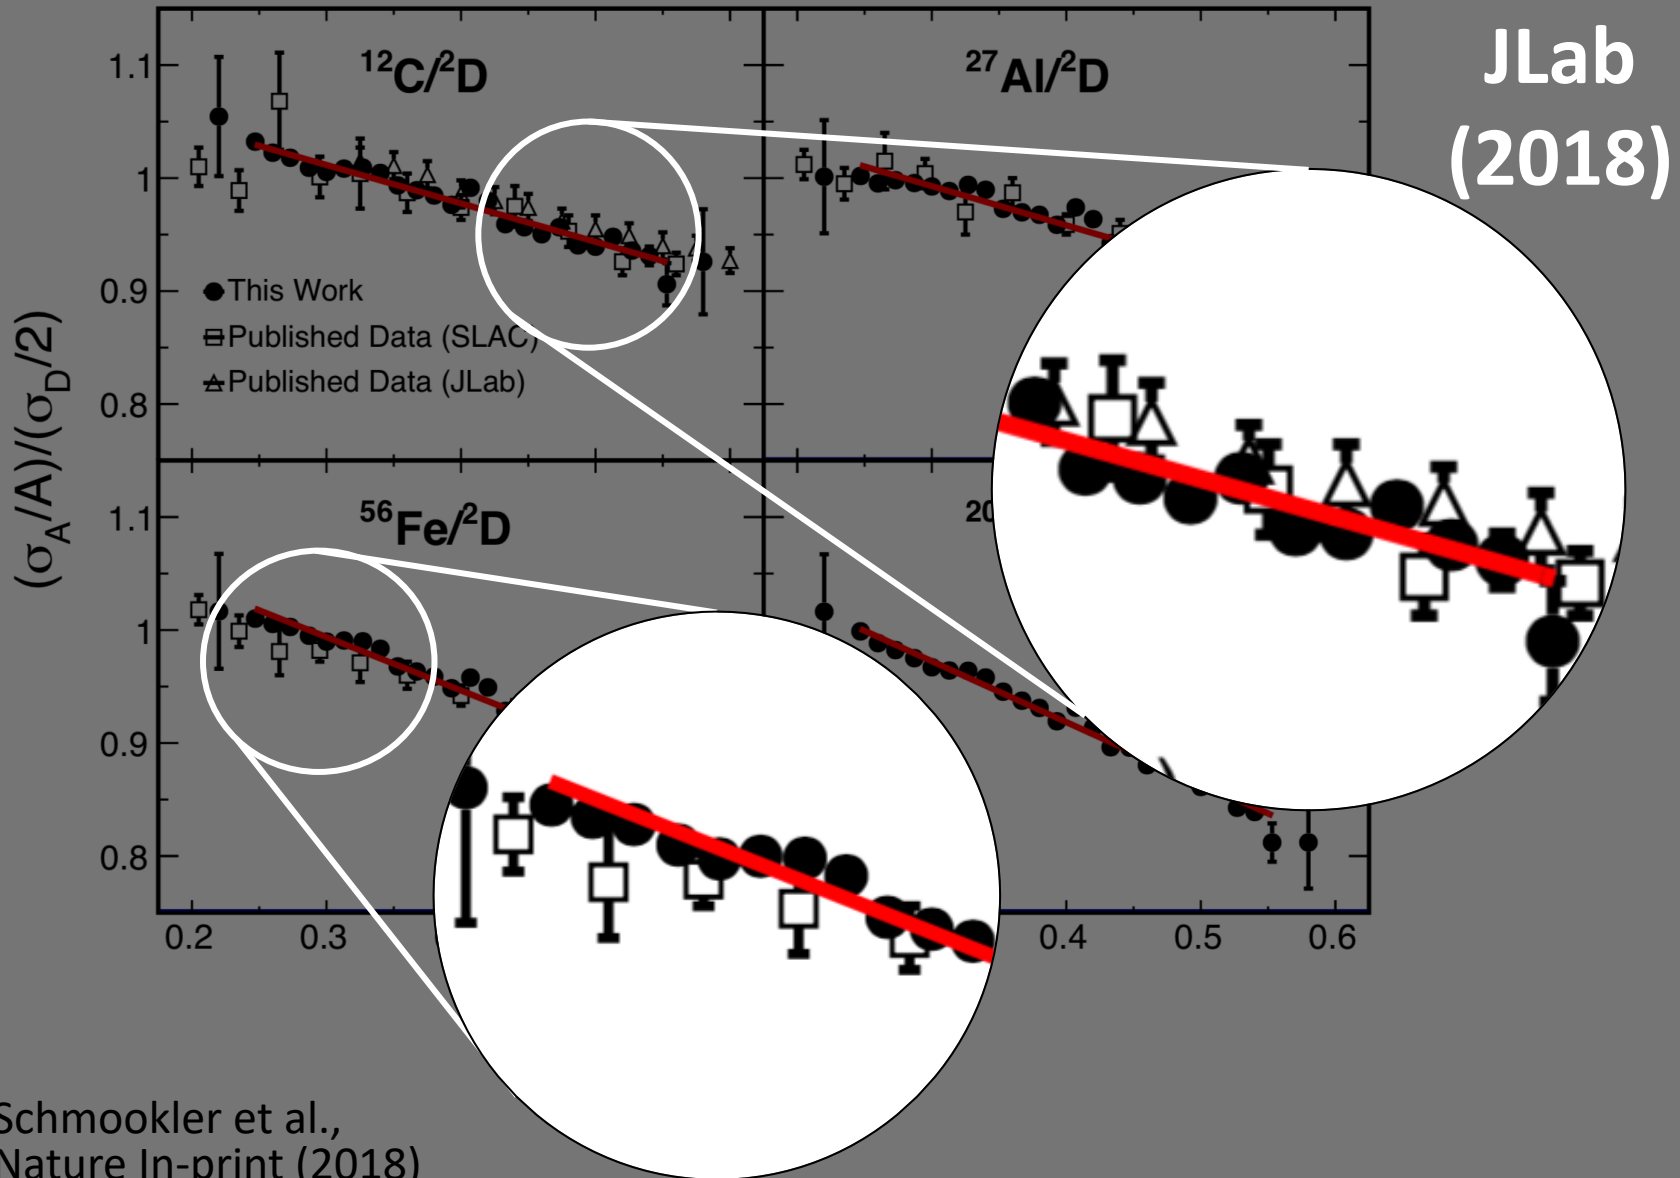 JLab
(2018)
¹²C/²D
²⁷Al/²D
1.1
1
0.9
0.8
This Work
Published Data (SLAC)
Published Data (JLab)
(σ_A/A)/(σ_D/2)
⁵⁶Fe/²D
20
1.1
1
0.9
0.8
0.2 0.3 0.4 0.5 0.6
Schmookler et al.,
Nature In-print (2018)